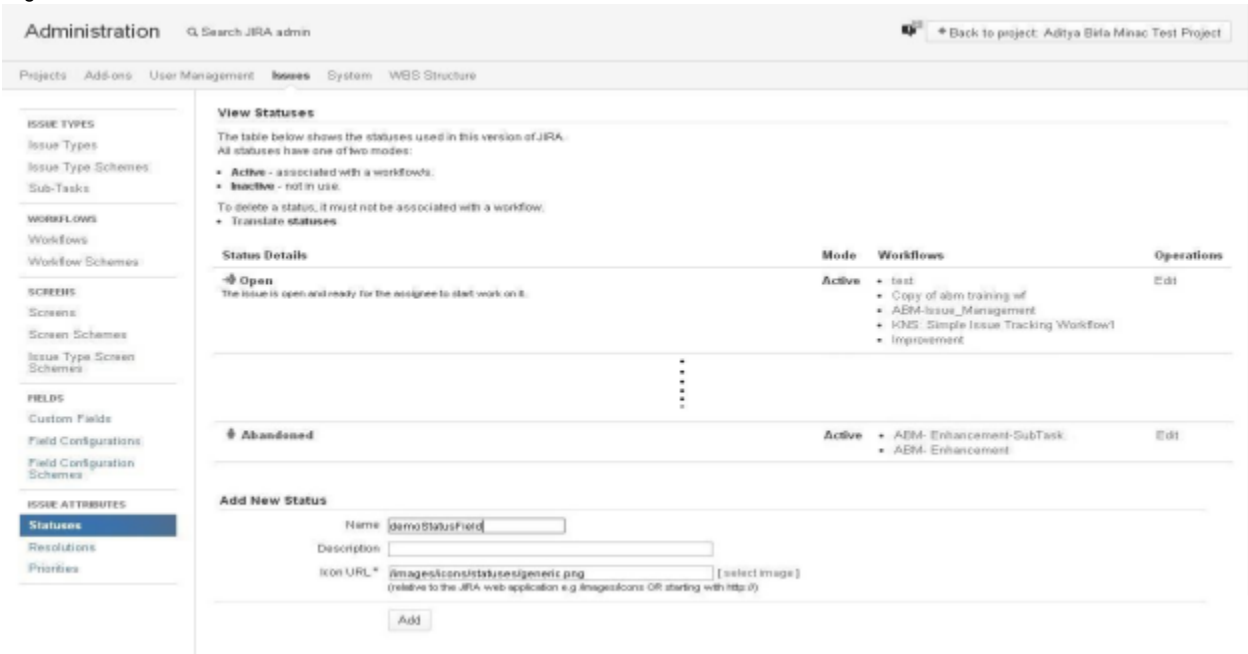 Administration Search JIRA admin Back to project: Aditya Birla Minac Test Project
Projects Add-ons User Management Issues System WBS Structure
ISSUE TYPES
Issue Types
Issue Type Schemes
Sub-Tasks
WORKFLOWS
Workflows
Workflow Schemes
SCREENS
Screens
Screen Schemes
Issue Type Screen
Schemes
FIELDS
Custom Fields
Field Configurations
Field Configuration
Schemes
ISSUE ATTRIBUTES
Statuses
Resolutions
Priorities
View Statuses
The table below shows the statuses used in this version of JIRA.
All statuses have one of two modes:
• Active - associated with a workflow/s.
• Inactive - not in use.
To delete a status, it must not be associated with a workflow.
• Translate statuses
Status Details Mode Workflows Operations
Open Active • test Edit
The issue is open and ready for the assignee to start work on it.
• Copy of abm training wf
• ABM-Issue_Management
• KNS: Simple Issue Tracking Workflow1
• Improvement
Abandoned Active • ABM- Enhancement-SubTask Edit
• ABM- Enhancement
Add New Status
Name demoStatusField
Description
Icon URL * /images/icons/statuses/generic.png [ select image ]
(relative to the JIRA web application e.g /images/icons OR starting with http://)
Add